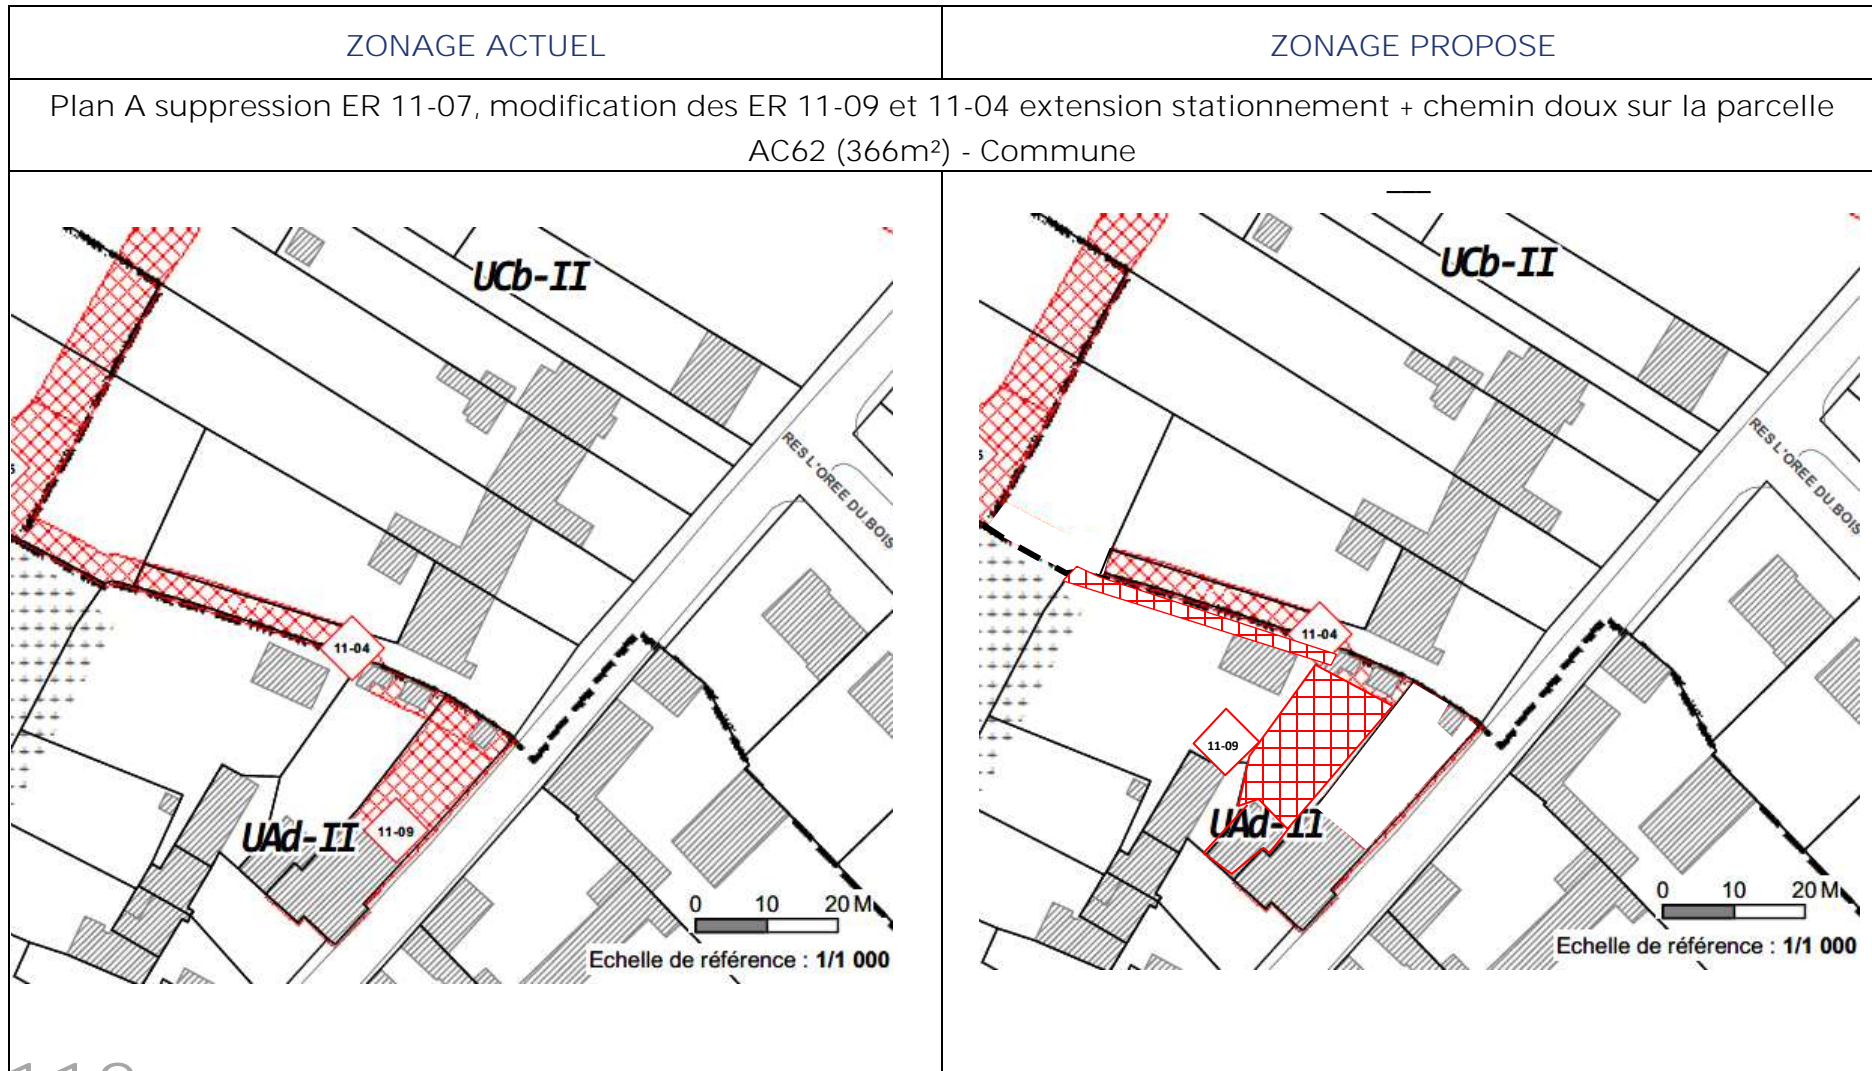 ZONAGE ACTUEL
ZONAGE PROPOSE
Plan A suppression ER 11-07, modification des ER 11-09 et 11-04 extension stationnement + chemin doux sur la parcelle
AC62 (366m²) - Commune
UCb-II
RES L'OREE DU BOIS
11-04
11-09
UAd-II
0 10 20 M
Echelle de référence : 1/1 000
UCb-II
RES L'OREE DU BOIS
11-04
11-09
UAd-II
0 10 20 M
Echelle de référence : 1/1 000